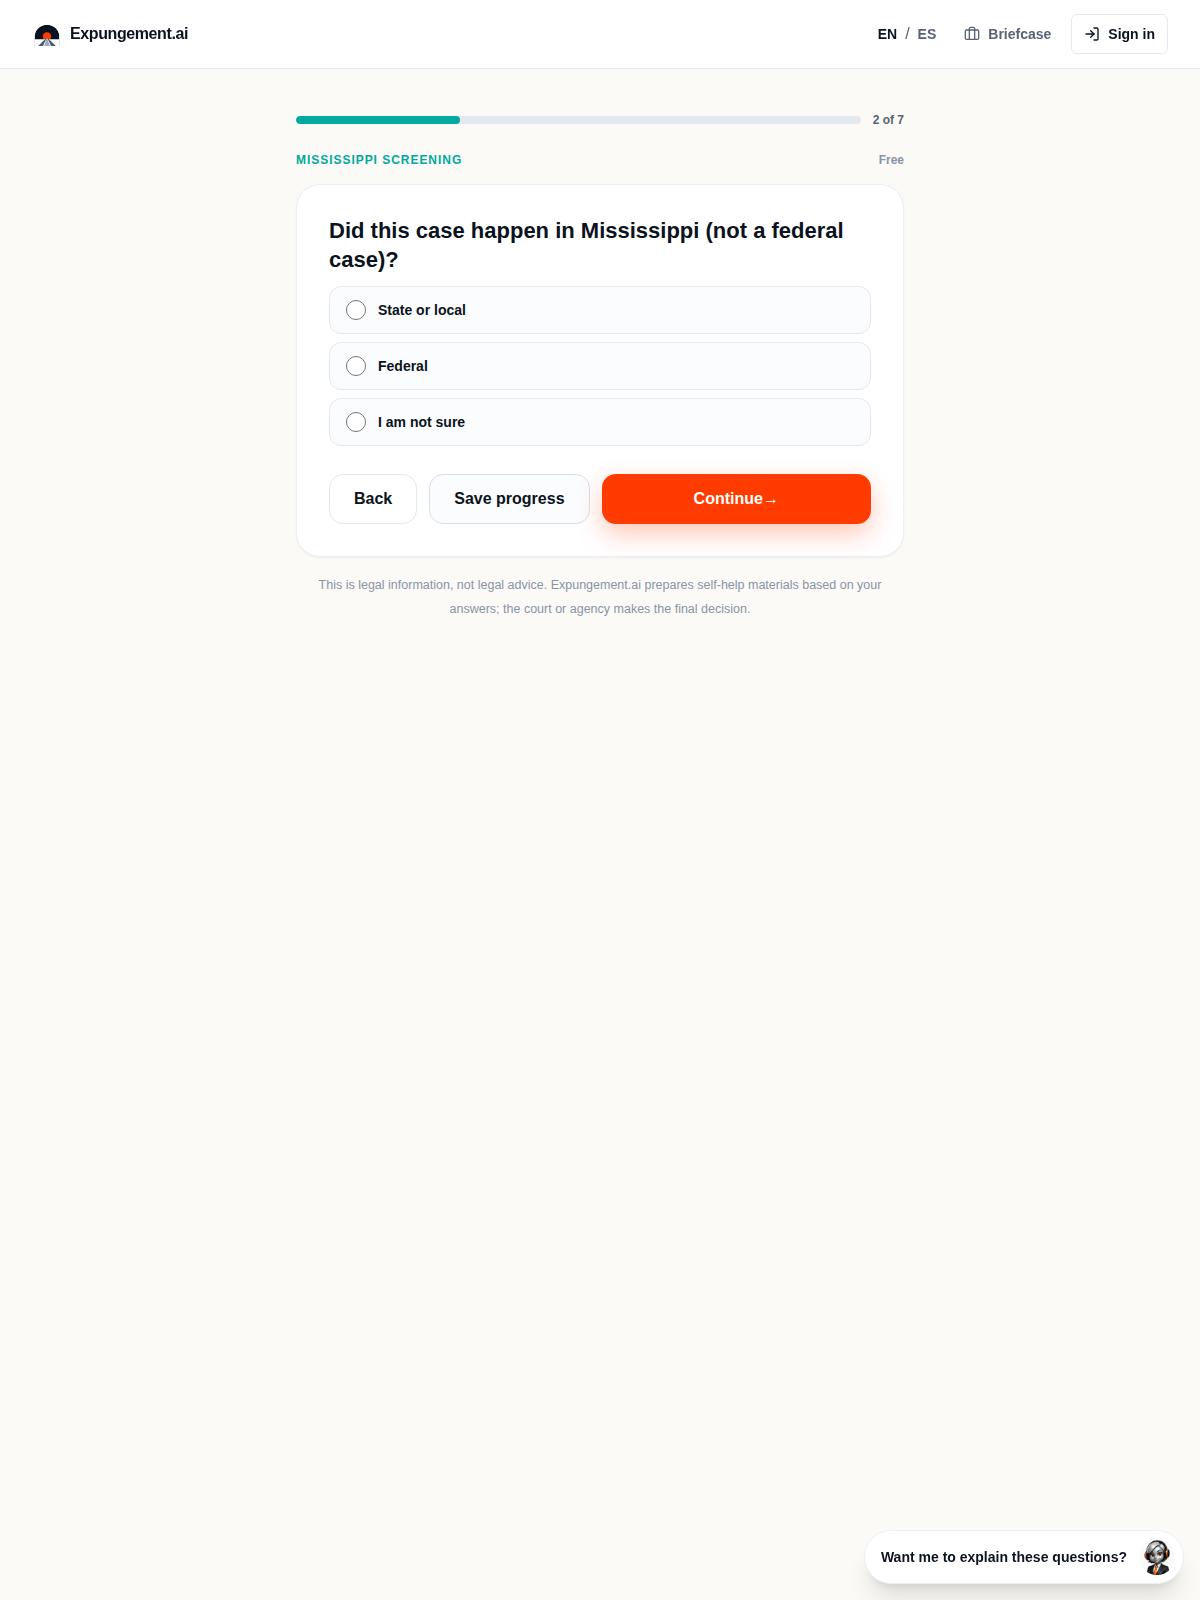 Expungement.ai
EN / ES
Briefcase
Sign in
2 of 7
MISSISSIPPI SCREENING
Free
Did this case happen in Mississippi (not a federal
case)?
State or local
Federal
I am not sure
Back
Save progress
Continue→
This is legal information, not legal advice. Expungement.ai prepares self-help materials based on your
answers; the court or agency makes the final decision.
Want me to explain these questions?